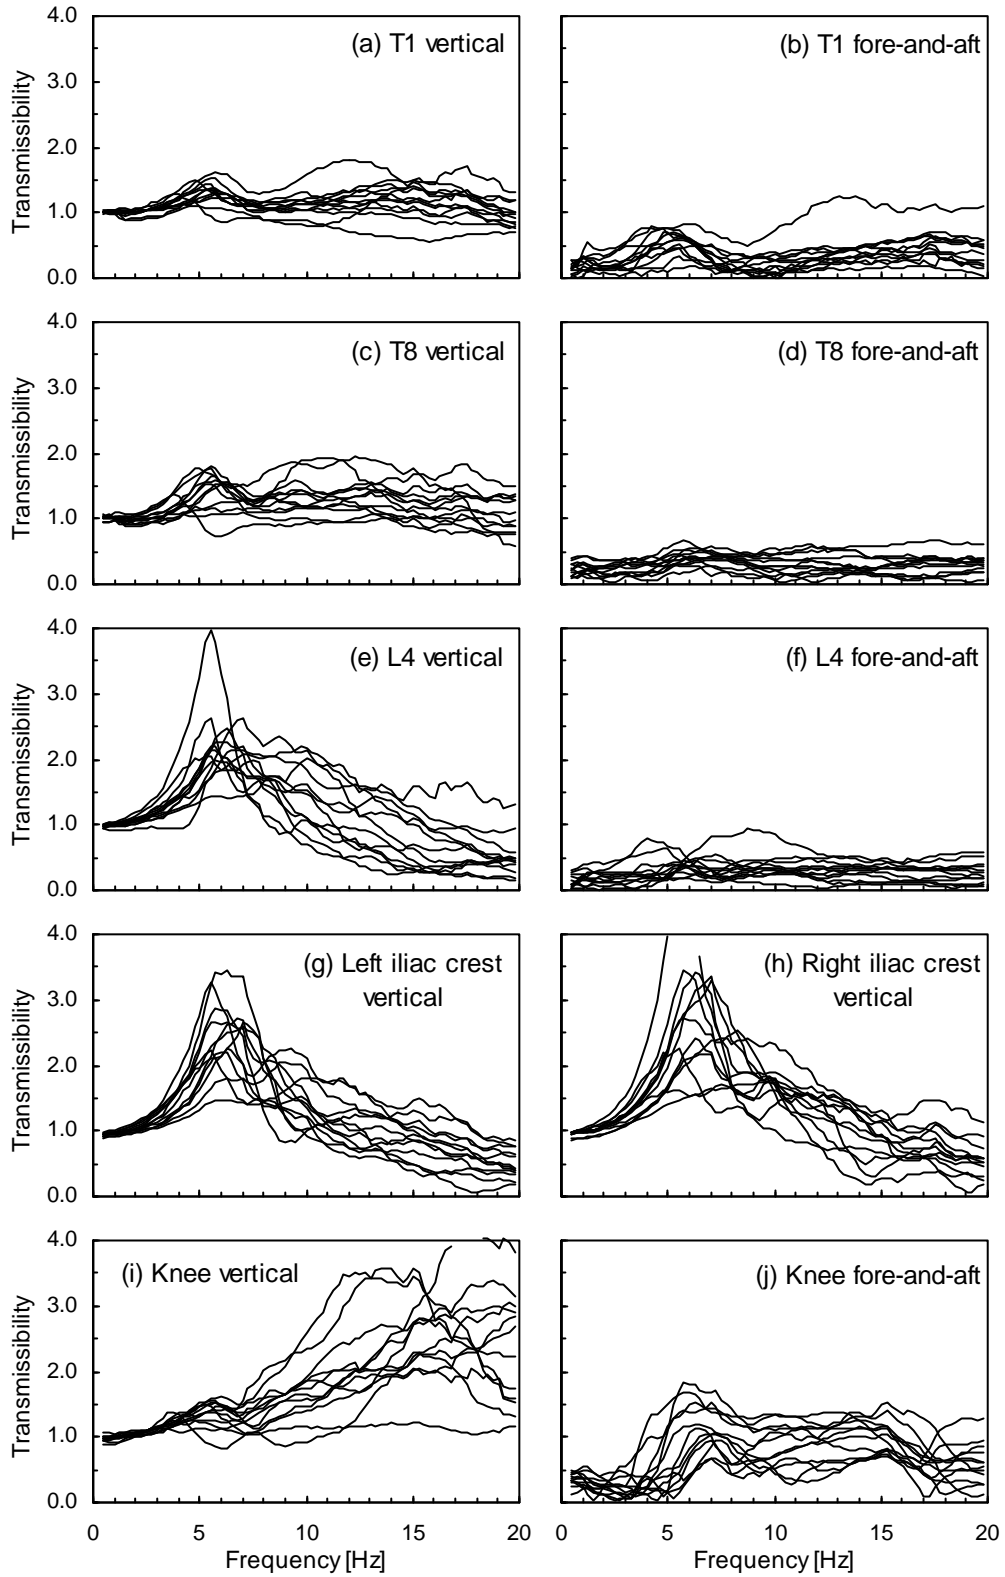 4.0
3.0
2.0
1.0
0.0
Transmissibility
(a) T1 vertical
(b) T1 fore-and-aft
4.0
3.0
2.0
1.0
0.0
Transmissibility
(c) T8 vertical
(d) T8 fore-and-aft
4.0
3.0
2.0
1.0
0.0
Transmissibility
(e) L4 vertical
(f) L4 fore-and-aft
4.0
3.0
2.0
1.0
0.0
Transmissibility
(g) Left iliac crest
vertical
(h) Right iliac crest
vertical
4.0
3.0
2.0
1.0
0.0
Transmissibility
(i) Knee vertical
(j) Knee fore-and-aft
0 5 10 15 20
0 5 10 15 20
Frequency [Hz]
Frequency [Hz]